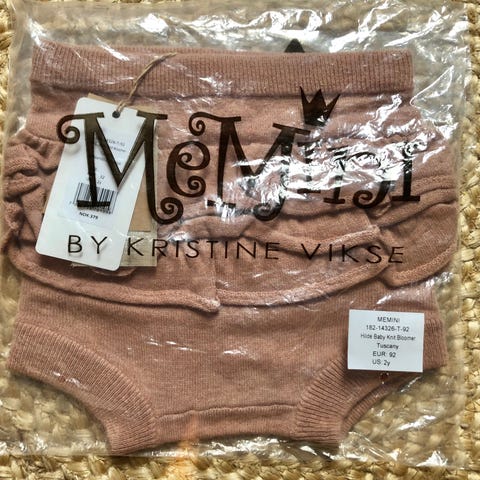 MeMini
BY KRISTINE VIKSE
NOK 379
MEMINI
182-14326-T-92
Hilde Baby Knit Bloomer
Tuscany
EUR: 92
US: 2y